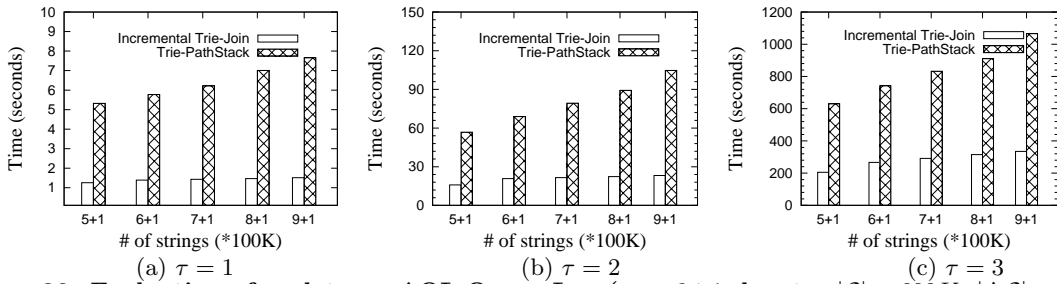 10
9
8
7
6
5
4
3
2
1
Time (seconds)
Incremental Trie-Join
Trie-PathStack
5+1 6+1 7+1 8+1 9+1
# of strings (*100K)
(a) τ = 1
150
120
90
60
30
0
Time (seconds)
Incremental Trie-Join
Trie-PathStack
5+1 6+1 7+1 8+1 9+1
# of strings (*100K)
(b) τ = 2
1200
1000
800
600
400
200
0
Time (seconds)
Incremental Trie-Join
Trie-PathStack
5+1 6+1 7+1 8+1 9+1
# of strings (*100K)
(c) τ = 3